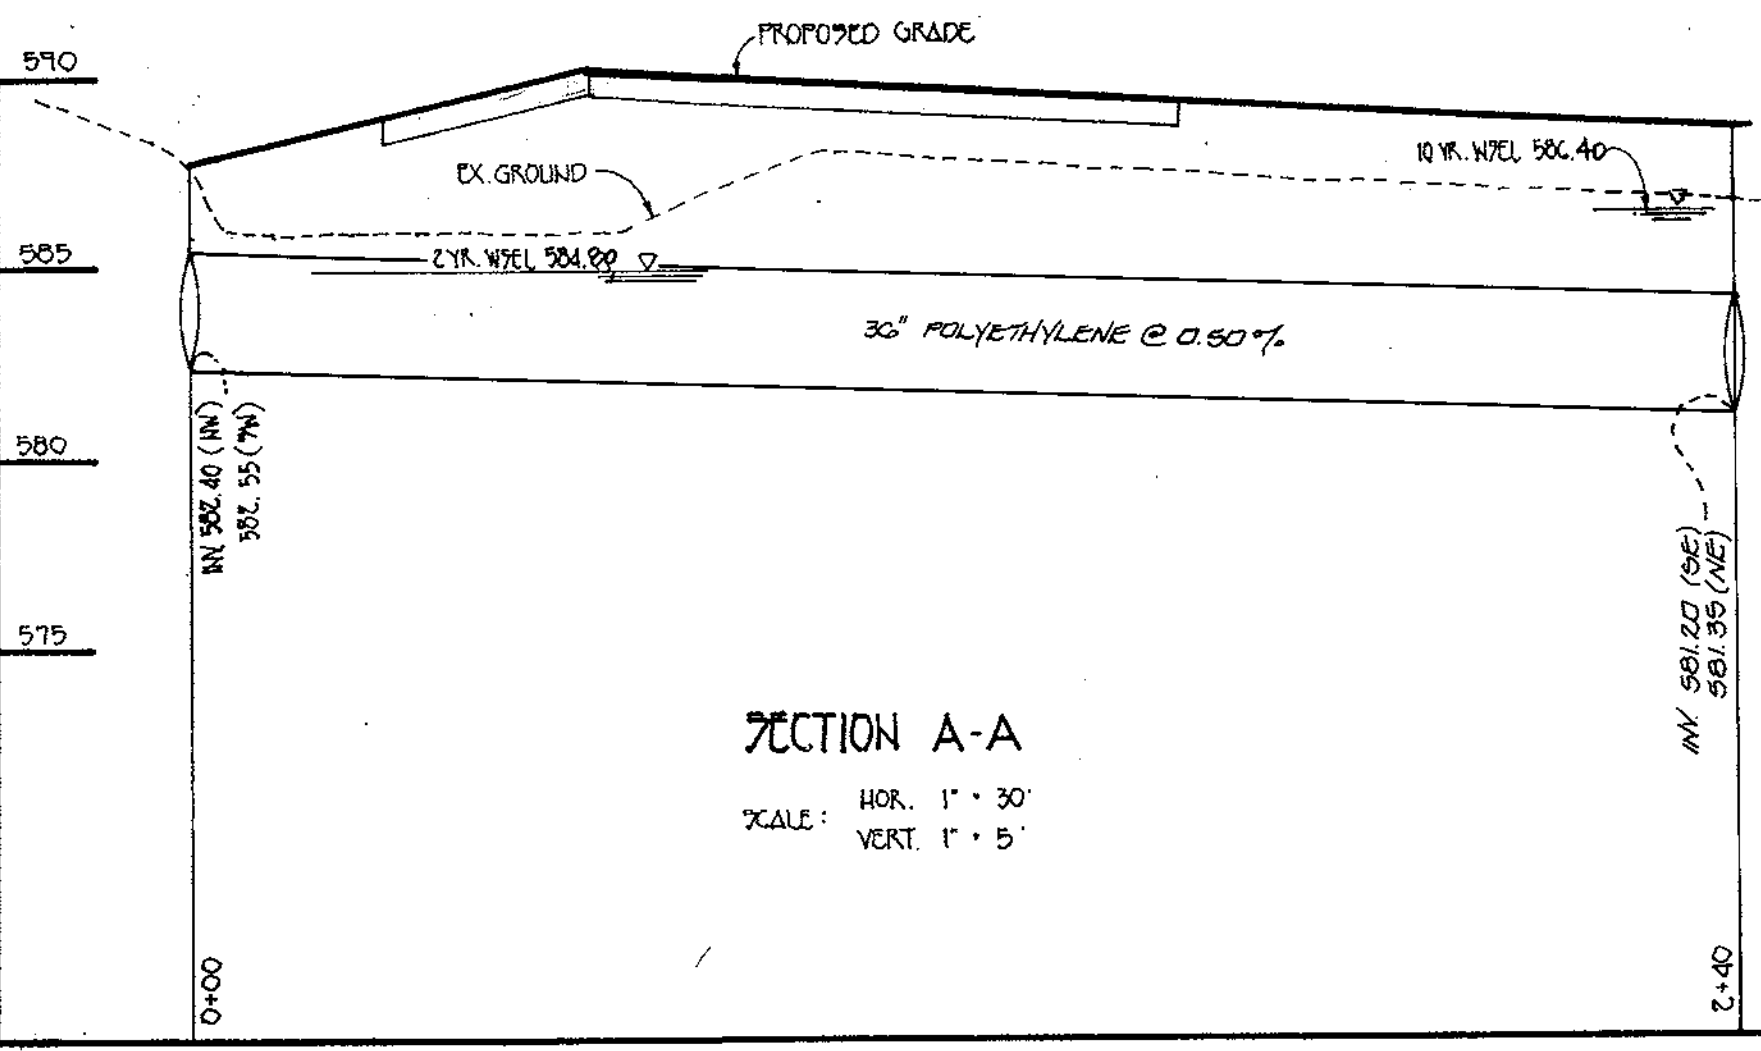 PROPOSED GRADE
590
10 YR. WSEL 586.40
EX. GROUND
585
2 YR. WSEL 584.80
36" POLYETHYLENE @ 0.50%
580
INV. 582.40 (NW)
582.55 (SW)
575
INV. 581.20 (SE)
581.35 (NE)
SECTION A-A
SCALE:
HOR. 1" = 30'
VERT. 1" = 5'
0+00
2+40